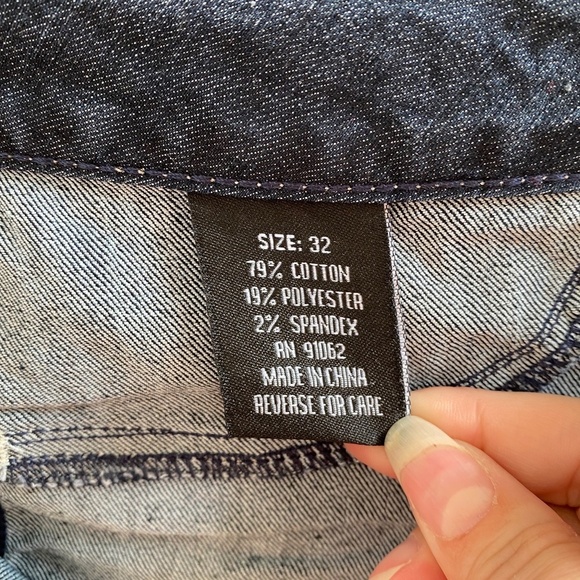 SIZE: 32
79% COTTON
19% POLYESTER
2% SPANDEX
RN 91062
MADE IN CHINA
REVERSE FOR CARE